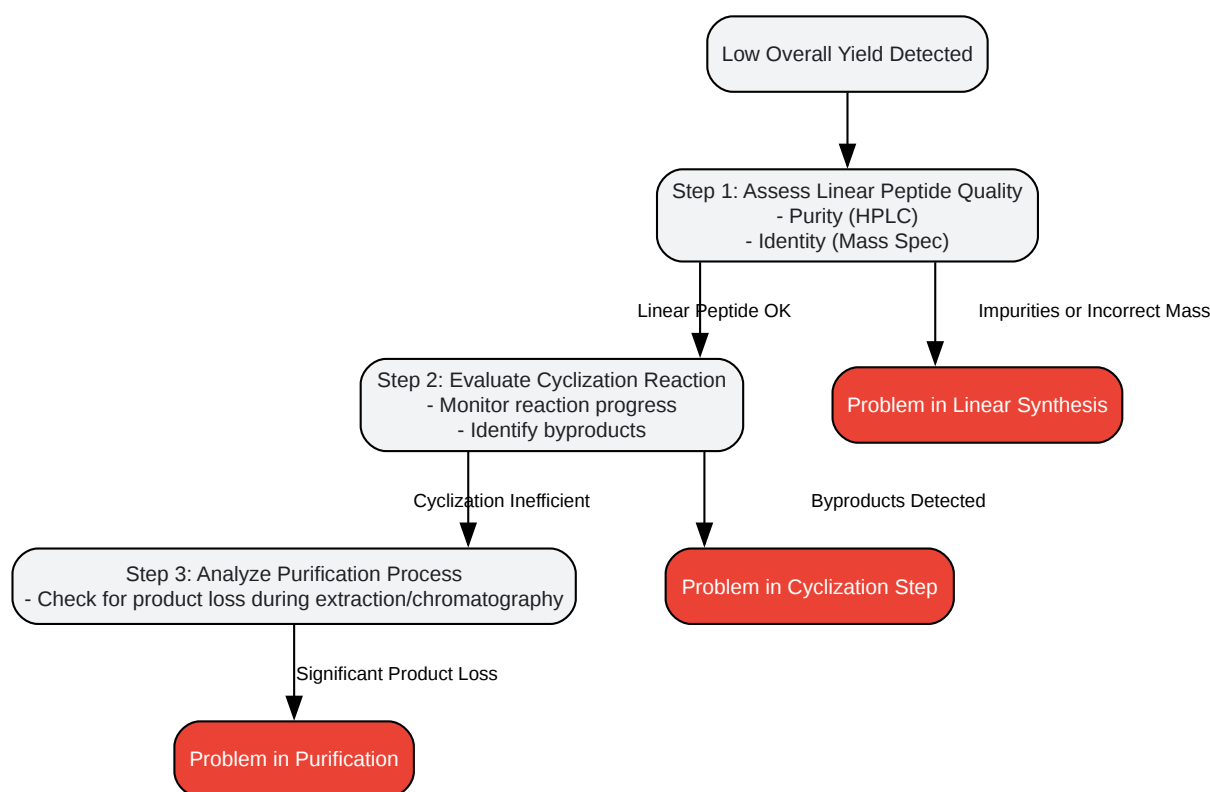 Low Overall Yield Detected
Step 1: Assess Linear Peptide Quality
- Purity (HPLC)
- Identity (Mass Spec)
Linear Peptide OK
Impurities or Incorrect Mass
Step 2: Evaluate Cyclization Reaction
- Monitor reaction progress
- Identify byproducts
Problem in Linear Synthesis
Cyclization Inefficient
Byproducts Detected
Step 3: Analyze Purification Process
- Check for product loss during extraction/chromatography
Problem in Cyclization Step
Significant Product Loss
Problem in Purification